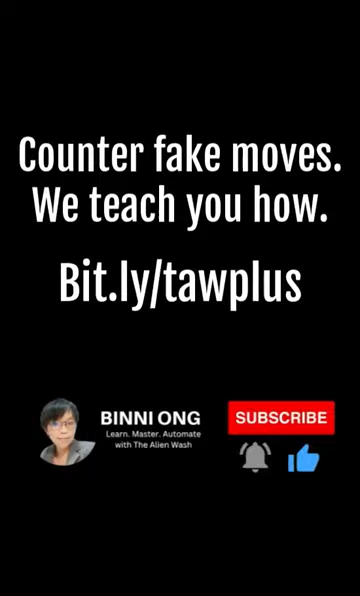 Counter fake moves.
We teach you how.
Bit.ly/tawplus
BINNI ONG
Learn. Master. Automate
with The Alien Wash
SUBSCRIBE